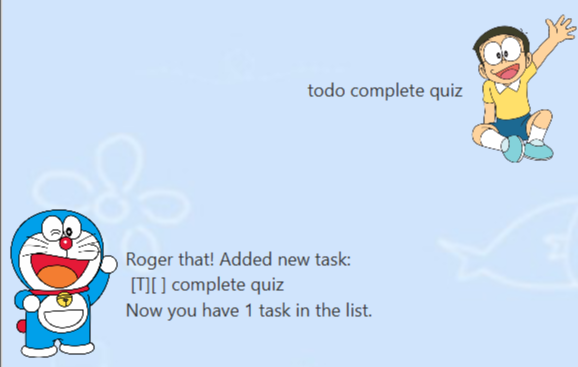 todo complete quiz
Roger that! Added new task:
[T][ ] complete quiz
Now you have 1 task in the list.